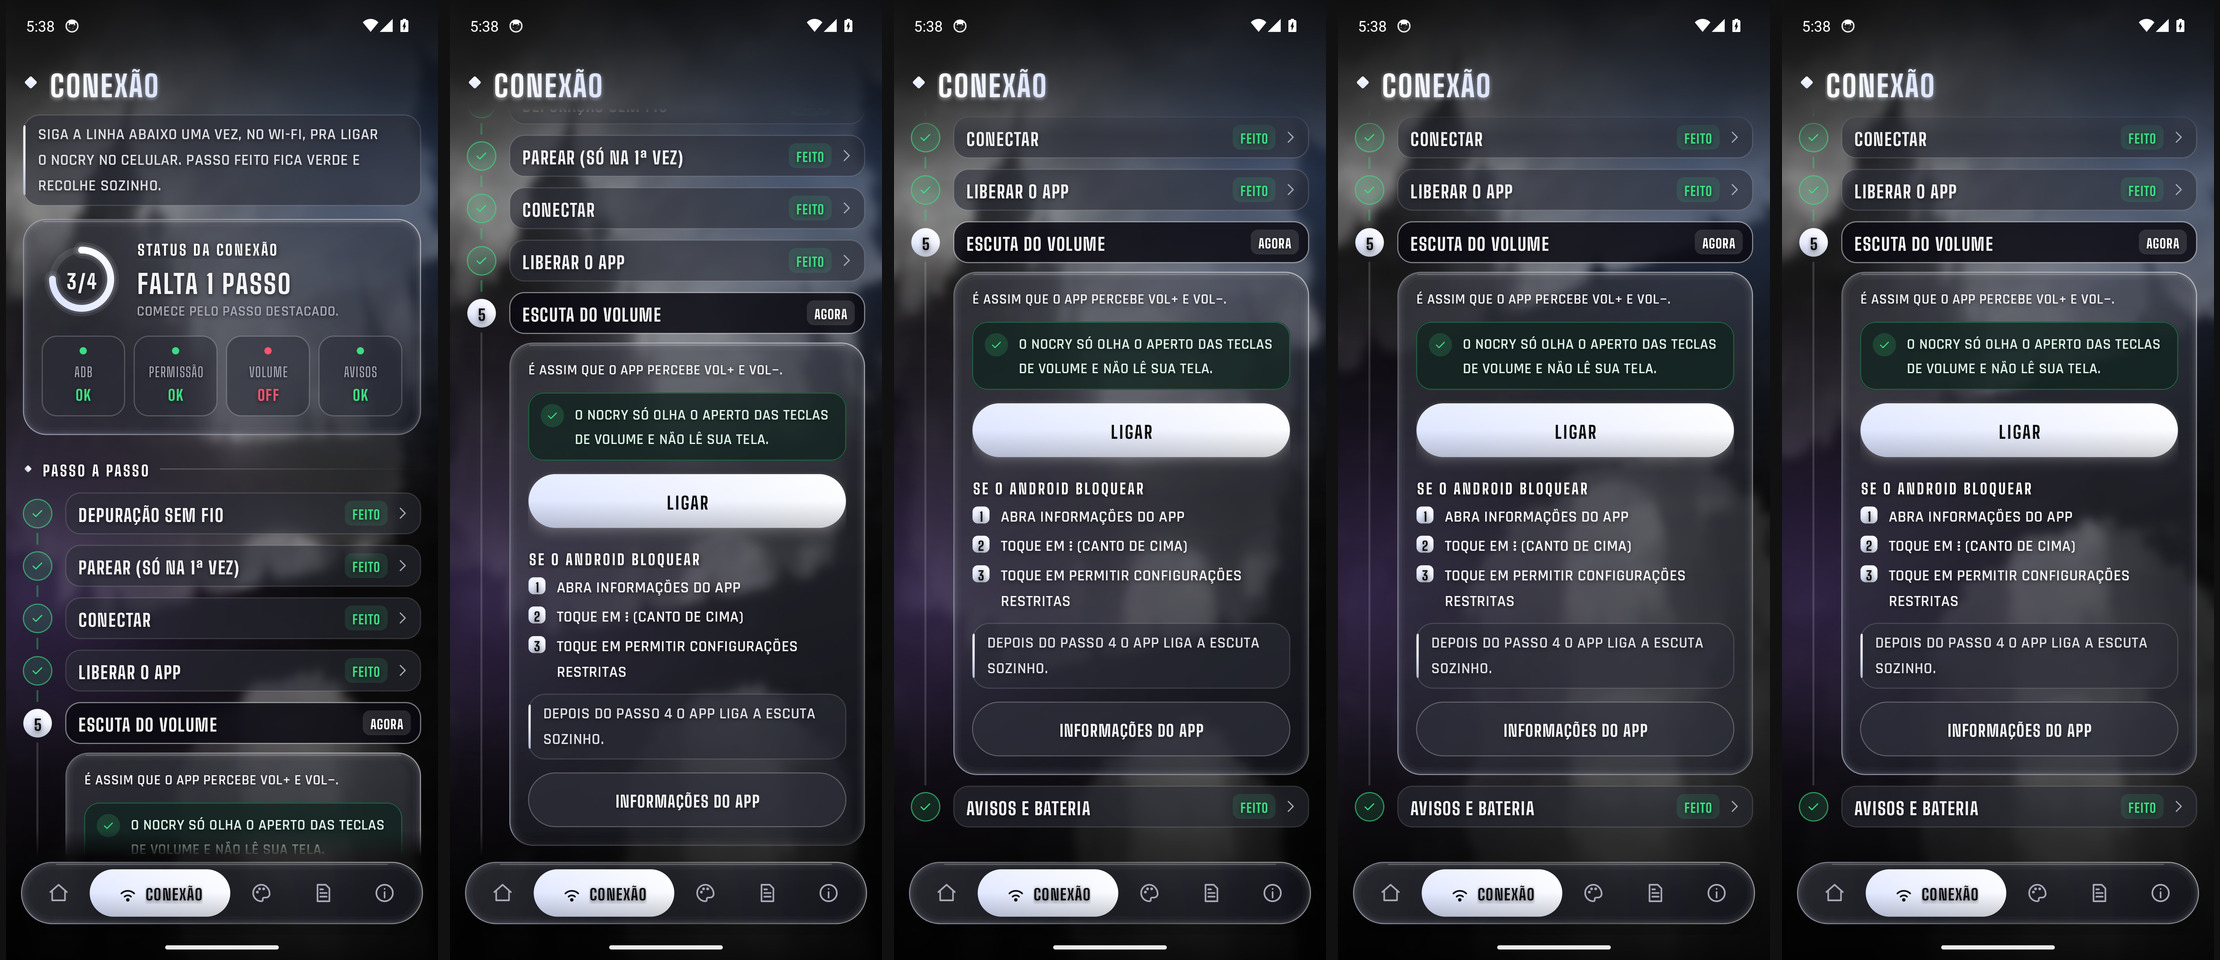 5:38
CONEXÃO
SIGA A LINHA ABAIXO UMA VEZ, NO WI-FI, PRA LIGAR
O NOCRY NO CELULAR. PASSO FEITO FICA VERDE E
RECOLHE SOZINHO.
3/4
STATUS DA CONEXÃO
FALTA 1 PASSO
COMECE PELO PASSO DESTACADO.
ADB
OK
PERMISSÃO
OK
VOLUME
OFF
AVISOS
OK
PASSO A PASSO
DEPURAÇÃO SEM FIO FEITO
PAREAR (SÓ NA 1ª VEZ) FEITO
CONECTAR FEITO
LIBERAR O APP FEITO
5 ESCUTA DO VOLUME AGORA
É ASSIM QUE O APP PERCEBE VOL+ E VOL−.
O NOCRY SÓ OLHA O APERTO DAS TECLAS
DE VOLUME E NÃO LÊ SUA TELA.
CONEXÃO
5:38
CONEXÃO
DEPURAÇÃO SEM FIO
PAREAR (SÓ NA 1ª VEZ) FEITO
CONECTAR FEITO
LIBERAR O APP FEITO
5 ESCUTA DO VOLUME AGORA
É ASSIM QUE O APP PERCEBE VOL+ E VOL−.
O NOCRY SÓ OLHA O APERTO DAS TECLAS
DE VOLUME E NÃO LÊ SUA TELA.
LIGAR
SE O ANDROID BLOQUEAR
1 ABRA INFORMAÇÕES DO APP
2 TOQUE EM ⋮ (CANTO DE CIMA)
3 TOQUE EM PERMITIR CONFIGURAÇÕES
RESTRITAS
DEPOIS DO PASSO 4 O APP LIGA A ESCUTA
SOZINHO.
INFORMAÇÕES DO APP
CONEXÃO
5:38
CONEXÃO
CONECTAR FEITO
LIBERAR O APP FEITO
5 ESCUTA DO VOLUME AGORA
É ASSIM QUE O APP PERCEBE VOL+ E VOL−.
O NOCRY SÓ OLHA O APERTO DAS TECLAS
DE VOLUME E NÃO LÊ SUA TELA.
LIGAR
SE O ANDROID BLOQUEAR
1 ABRA INFORMAÇÕES DO APP
2 TOQUE EM ⋮ (CANTO DE CIMA)
3 TOQUE EM PERMITIR CONFIGURAÇÕES
RESTRITAS
DEPOIS DO PASSO 4 O APP LIGA A ESCUTA
SOZINHO.
INFORMAÇÕES DO APP
AVISOS E BATERIA FEITO
CONEXÃO
5:38
CONEXÃO
CONECTAR FEITO
LIBERAR O APP FEITO
5 ESCUTA DO VOLUME AGORA
É ASSIM QUE O APP PERCEBE VOL+ E VOL−.
O NOCRY SÓ OLHA O APERTO DAS TECLAS
DE VOLUME E NÃO LÊ SUA TELA.
LIGAR
SE O ANDROID BLOQUEAR
1 ABRA INFORMAÇÕES DO APP
2 TOQUE EM ⋮ (CANTO DE CIMA)
3 TOQUE EM PERMITIR CONFIGURAÇÕES
RESTRITAS
DEPOIS DO PASSO 4 O APP LIGA A ESCUTA
SOZINHO.
INFORMAÇÕES DO APP
AVISOS E BATERIA FEITO
CONEXÃO
5:38
CONEXÃO
CONECTAR FEITO
LIBERAR O APP FEITO
5 ESCUTA DO VOLUME AGORA
É ASSIM QUE O APP PERCEBE VOL+ E VOL−.
O NOCRY SÓ OLHA O APERTO DAS TECLAS
DE VOLUME E NÃO LÊ SUA TELA.
LIGAR
SE O ANDROID BLOQUEAR
1 ABRA INFORMAÇÕES DO APP
2 TOQUE EM ⋮ (CANTO DE CIMA)
3 TOQUE EM PERMITIR CONFIGURAÇÕES
RESTRITAS
DEPOIS DO PASSO 4 O APP LIGA A ESCUTA
SOZINHO.
INFORMAÇÕES DO APP
AVISOS E BATERIA FEITO
CONEXÃO